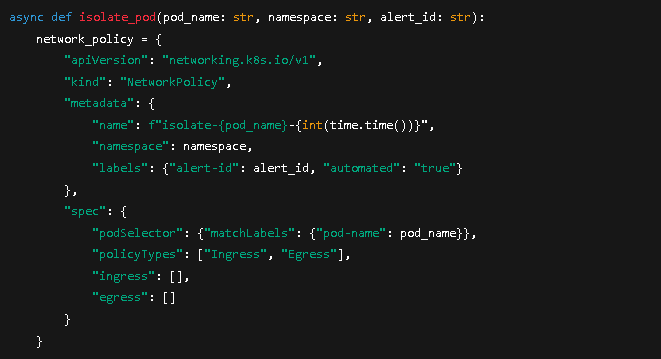 async def isolate_pod(pod_name: str, namespace: str, alert_id: str):
    network_policy = {
        "apiVersion": "networking.k8s.io/v1",
        "kind": "NetworkPolicy",
        "metadata": {
            "name": f"isolate-{pod_name}-{int(time.time())}",
            "namespace": namespace,
            "labels": {"alert-id": alert_id, "automated": "true"}
        },
        "spec": {
            "podSelector": {"matchLabels": {"pod-name": pod_name}},
            "policyTypes": ["Ingress", "Egress"],
            "ingress": [],
            "egress": []
        }
    }